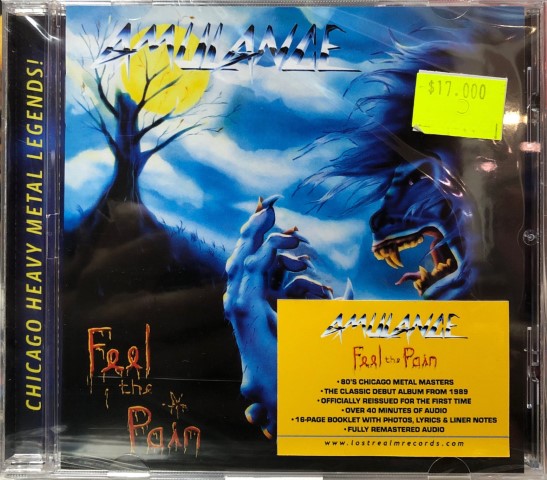 AMULANCE
$17.000
CHICAGO HEAVY METAL LEGENDS!
Feel
the
Pain
AMULANCE
Feel the Pain
• 80'S CHICAGO METAL MASTERS
• THE CLASSIC DEBUT ALBUM FROM 1989
• OFFICIALLY REISSUED FOR THE FIRST TIME
• OVER 40 MINUTES OF AUDIO
• 16-PAGE BOOKLET WITH PHOTOS, LYRICS & LINER NOTES
• FULLY REMASTERED AUDIO
www.lostrealmrecords.com